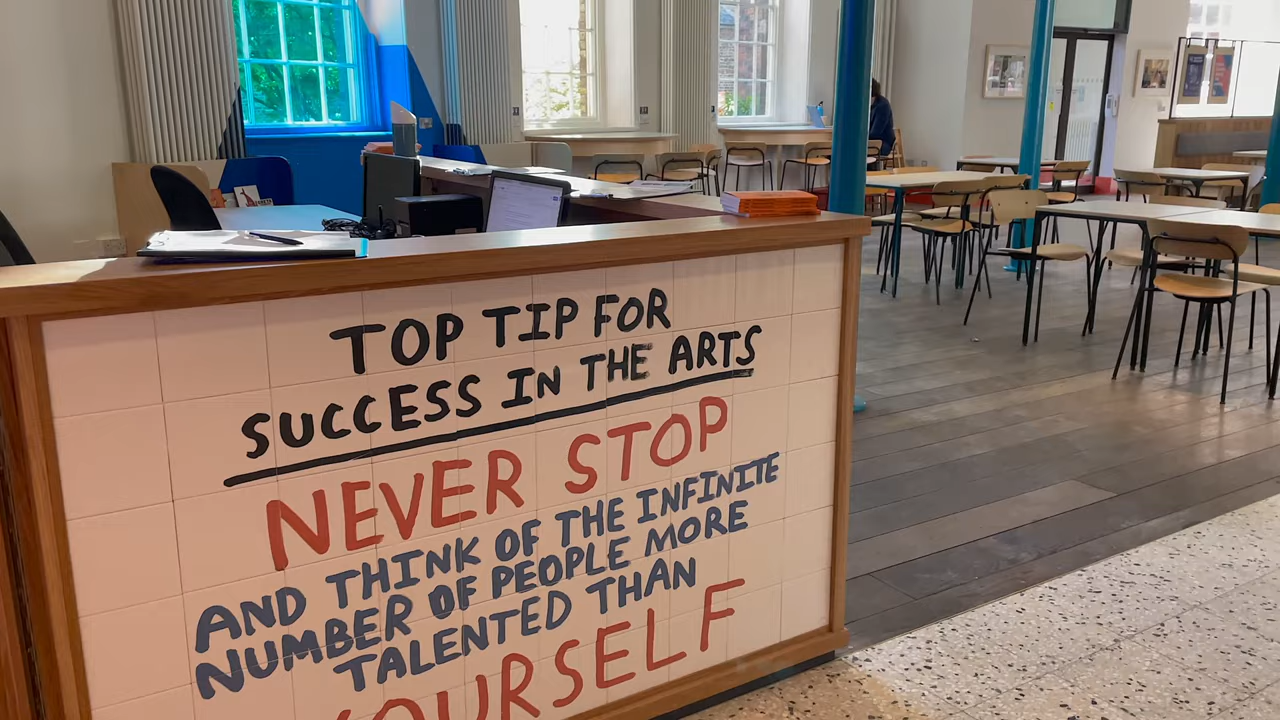 TOP TIP FOR
SUCCESS IN THE ARTS
NEVER STOP
AND THINK OF THE INFINITE
NUMBER OF PEOPLE MORE
TALENTED THAN
YOURSELF